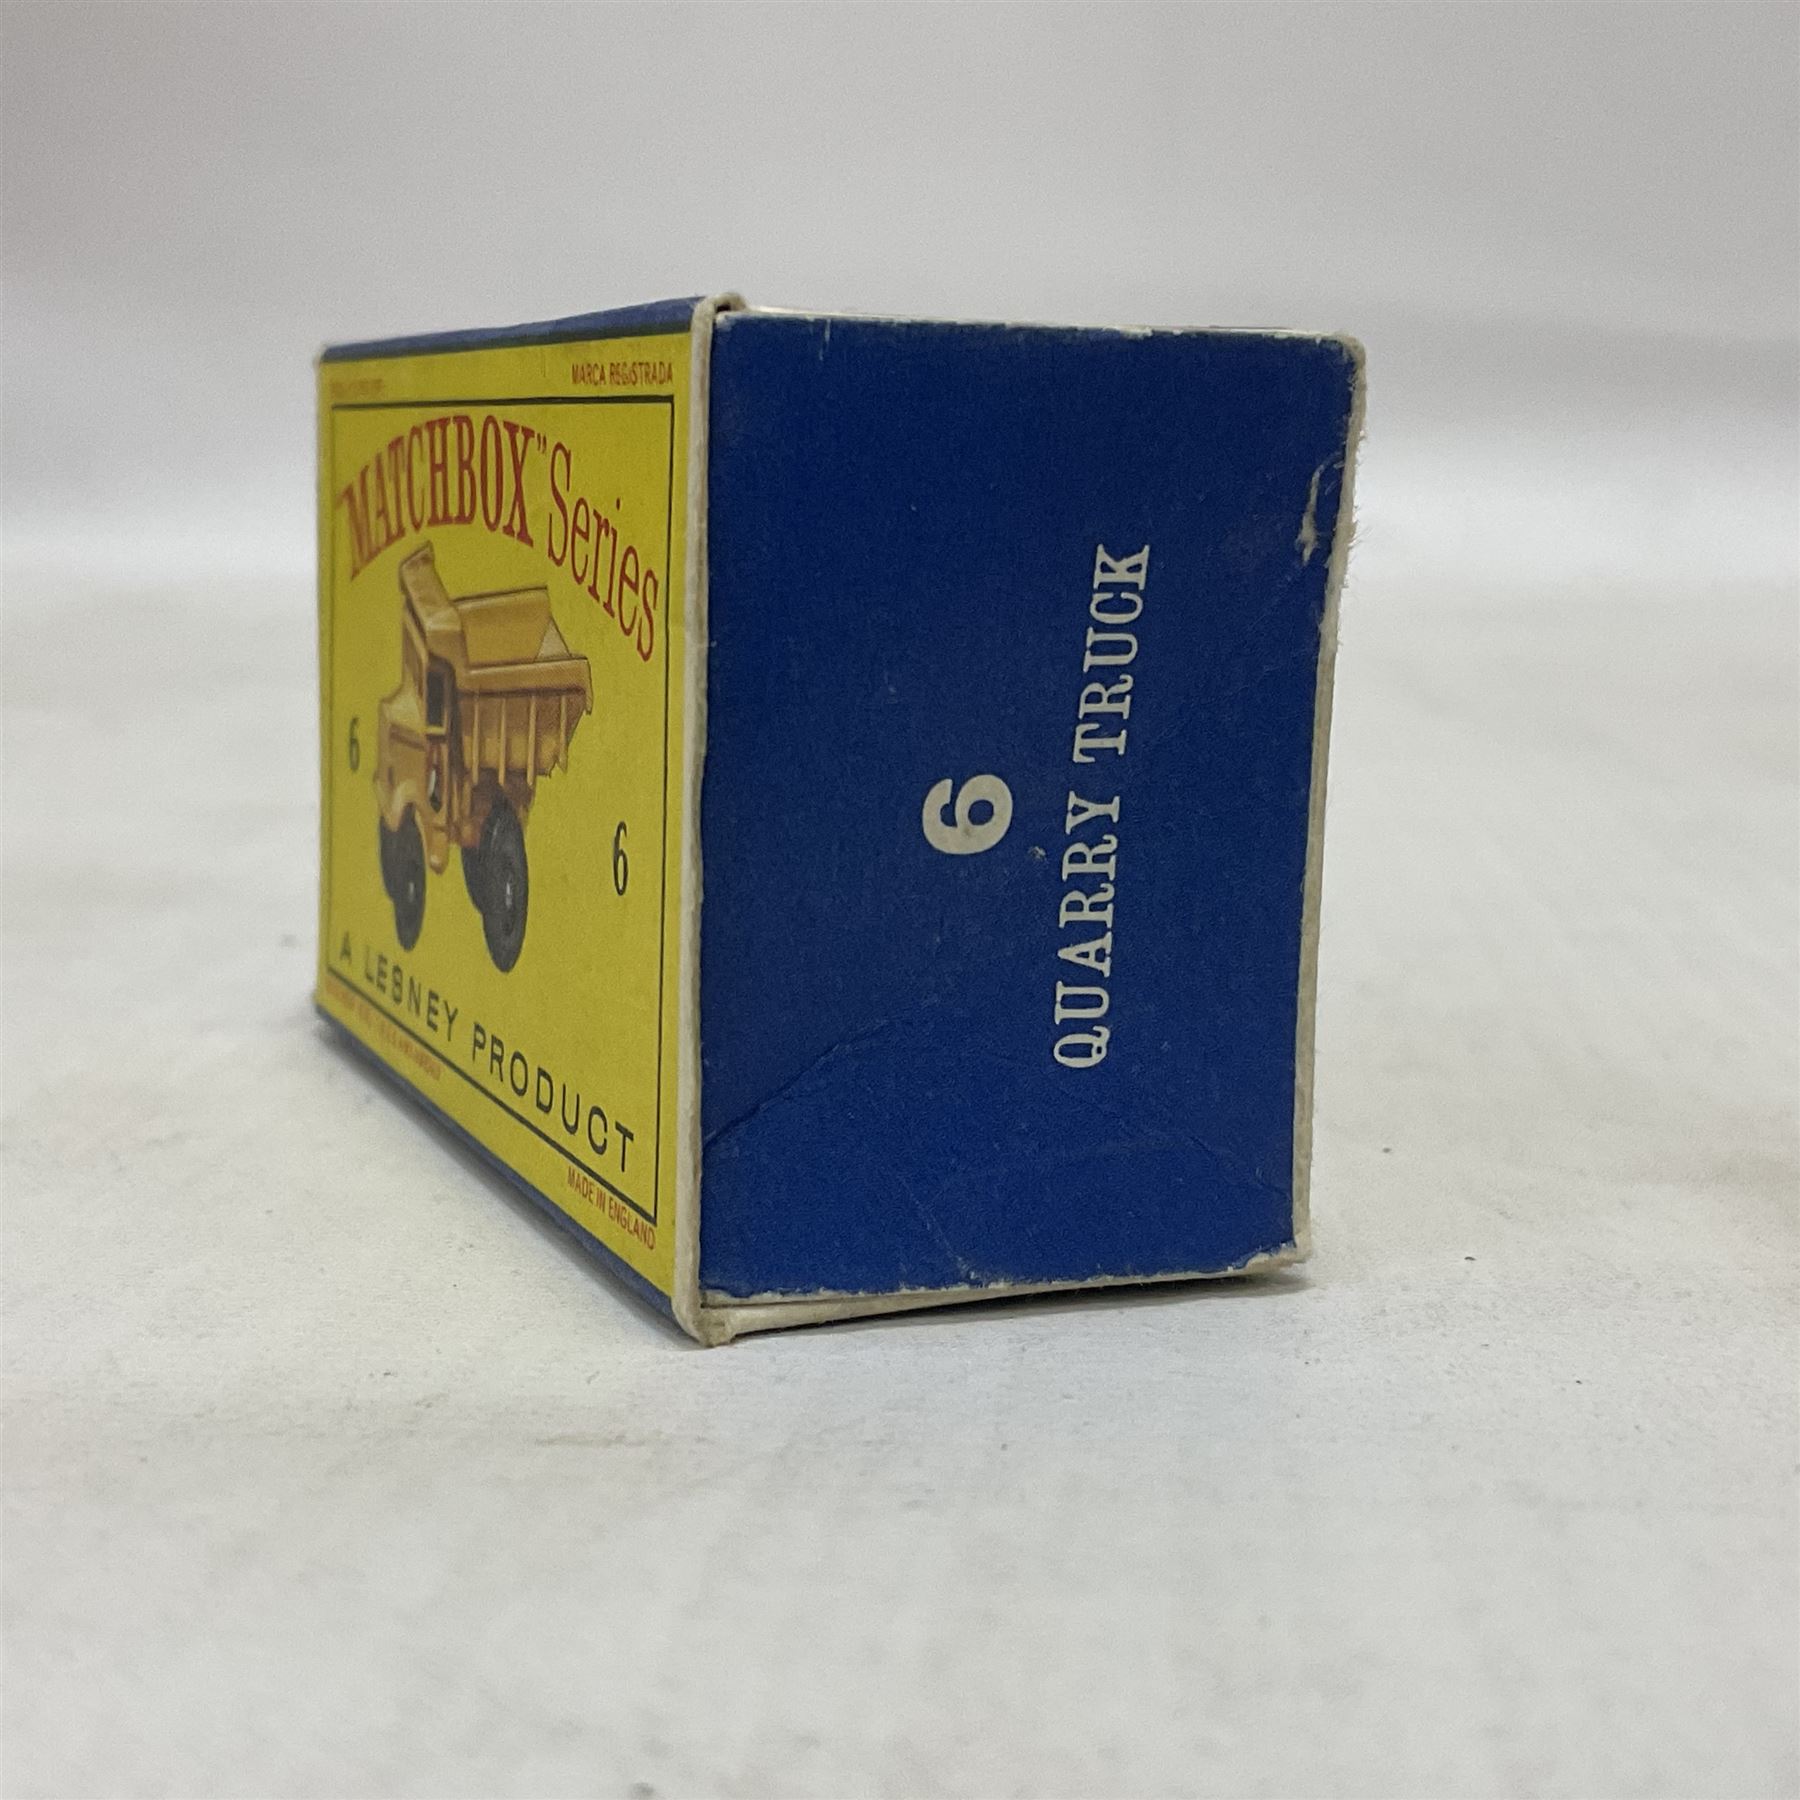 MARCA REGISTRADA
"MATCHBOX" Series
6
6
A LESNEY PRODUCT
MADE IN ENGLAND
6
QUARRY TRUCK